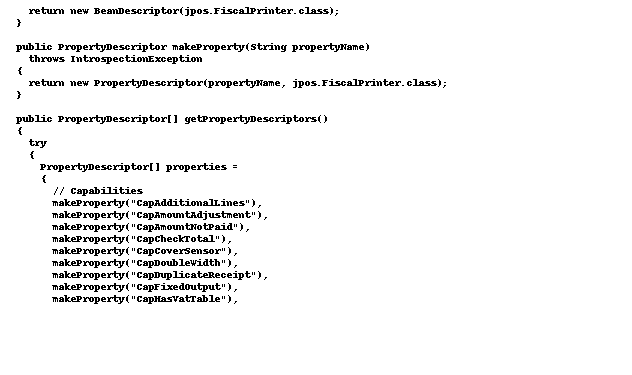 return new BeanDescriptor(jpos.FiscalPrinter.class);
}
public PropertyDescriptor makeProperty(String propertyName)
throws IntrospectionException
{
return new PropertyDescriptor(propertyName, jpos.FiscalPrinter.class);
}
public PropertyDescriptor[] getPropertyDescriptors()
{
try
{
PropertyDescriptor[] properties =
{
// Capabilities
makeProperty("CapAdditionalLines"),
makeProperty("CapAmountAdjustment"),
makeProperty("CapAmountNotPaid"),
makeProperty("CapCheckTotal"),
makeProperty("CapCoverSensor"),
makeProperty("CapDoubleWidth"),
makeProperty("CapDuplicateReceipt"),
makeProperty("CapFixedOutput"),
makeProperty("CapHasVatTable"),